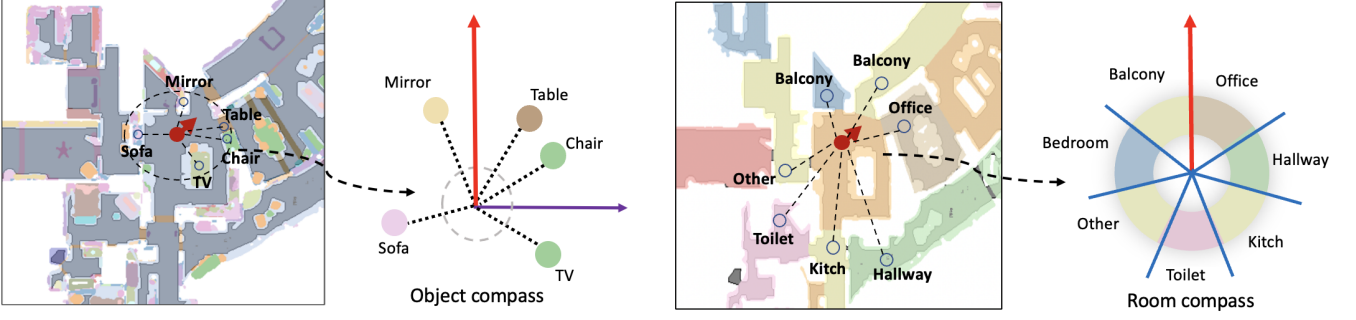 Mirror
Table
Sofa
Chair
TV
Mirror
Table
Chair
Sofa
TV
Object compass
Balcony
Balcony
Office
Other
Toilet
Kitch
Hallway
Balcony
Office
Bedroom
Hallway
Other
Kitch
Toilet
Room compass